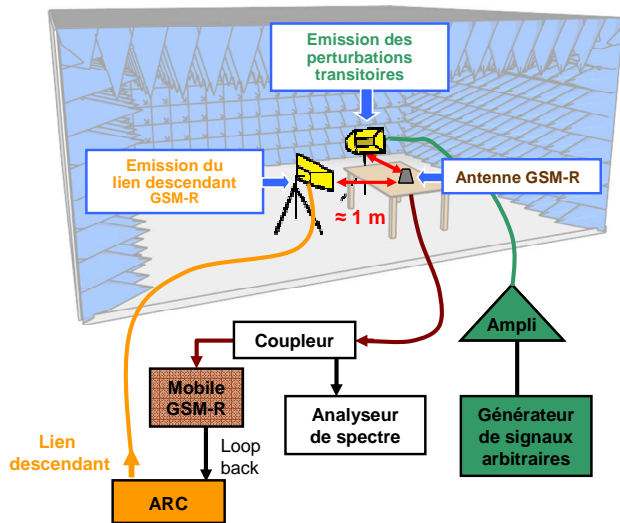 Emission des
perturbations
transitoires
Emission du
lien descendant
GSM-R
Antenne GSM-R
≈ 1 m
Ampli
Coupleur
Mobile
GSM-R
Analyseur
de spectre
Générateur
de signaux
arbitraires
Lien
descendant
Loop
back
ARC